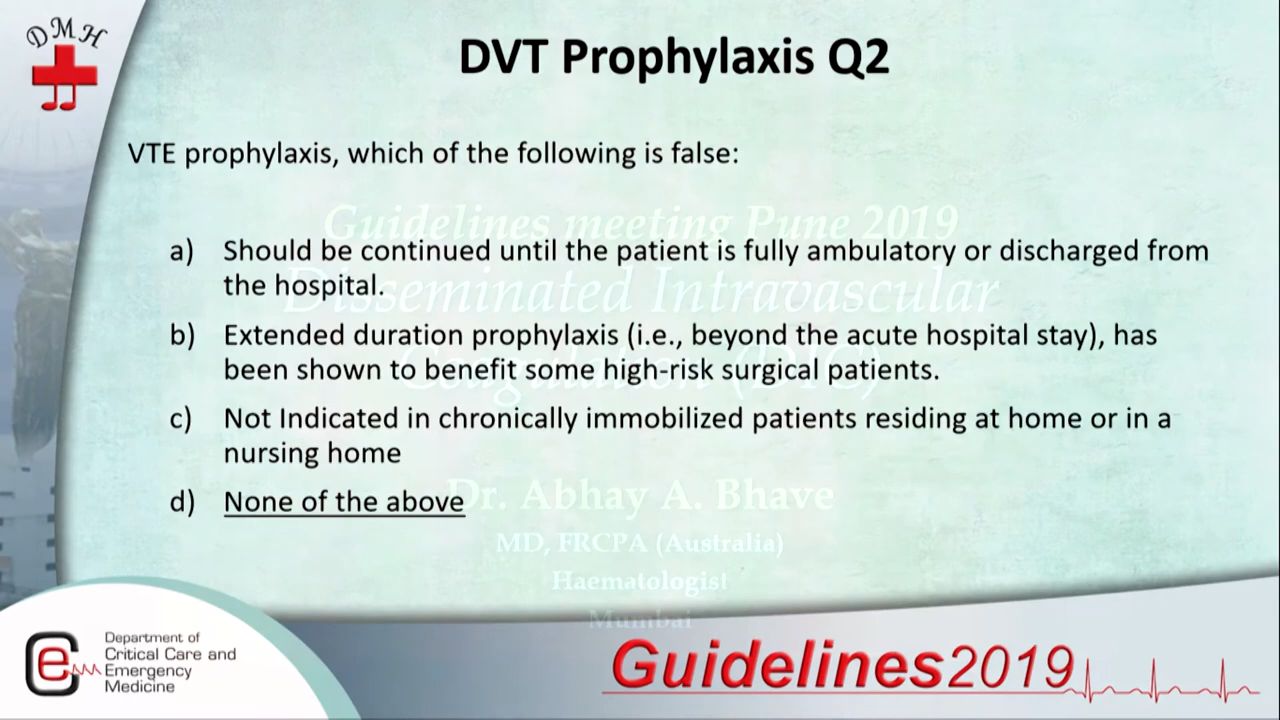 DMH
DVT Prophylaxis Q2
VTE prophylaxis, which of the following is false:
Guidelines meeting Pune 2019
a) Should be continued until the patient is fully ambulatory or discharged from
the hospital.
Disseminated Intravascular
b) Extended duration prophylaxis (i.e., beyond the acute hospital stay), has
been shown to benefit some high-risk surgical patients.
Coagulation (DIC)
c) Not Indicated in chronically immobilized patients residing at home or in a
nursing home
d) None of the above
Dr. Abhay A. Bhave
MD, FRCPA (Australia)
Haematologist
Mumbai
e
Department of
Critical Care and
Emergency
Medicine
Guidelines2019